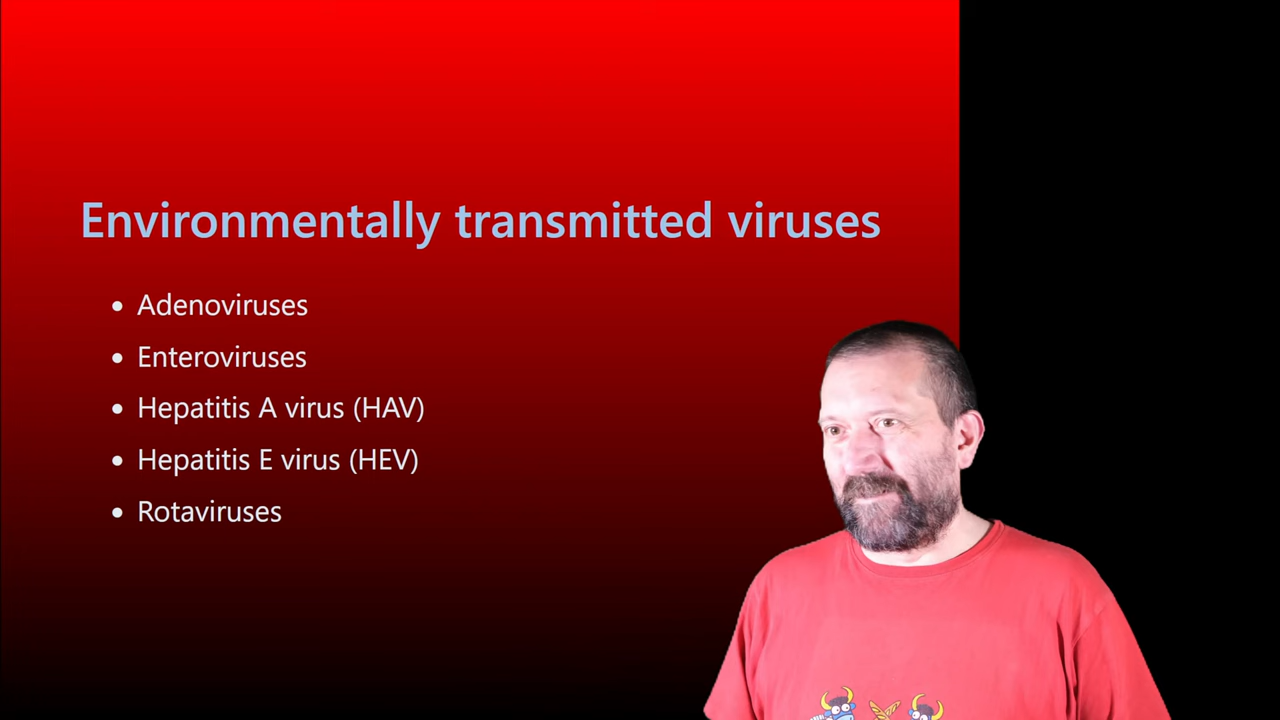 Environmentally transmitted viruses
Adenoviruses
Enteroviruses
Hepatitis A virus (HAV)
Hepatitis E virus (HEV)
Rotaviruses